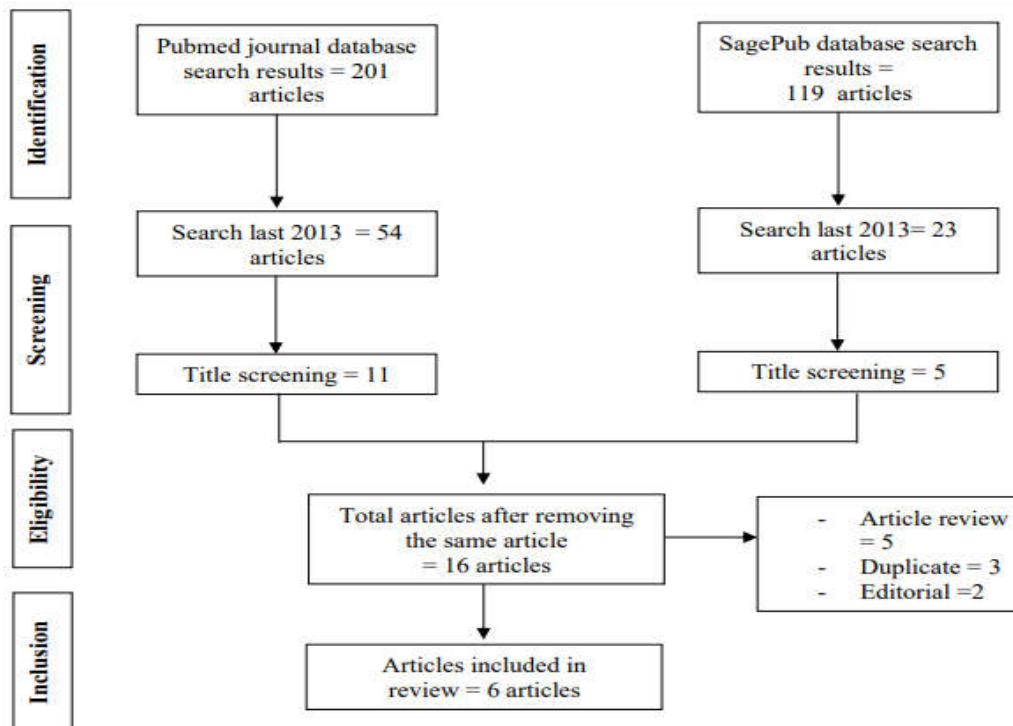 Identification
Pubmed journal database
search results = 201
articles
SagePub database search
results =
119 articles
Screening
Search last 2013 = 54
articles
Search last 2013= 23
articles
Title screening = 11
Title screening = 5
Eligibility
Total articles after removing
the same article
= 16 articles
- Article review
= 5
- Duplicate = 3
- Editorial =2
Inclusion
Articles included in
review = 6 articles